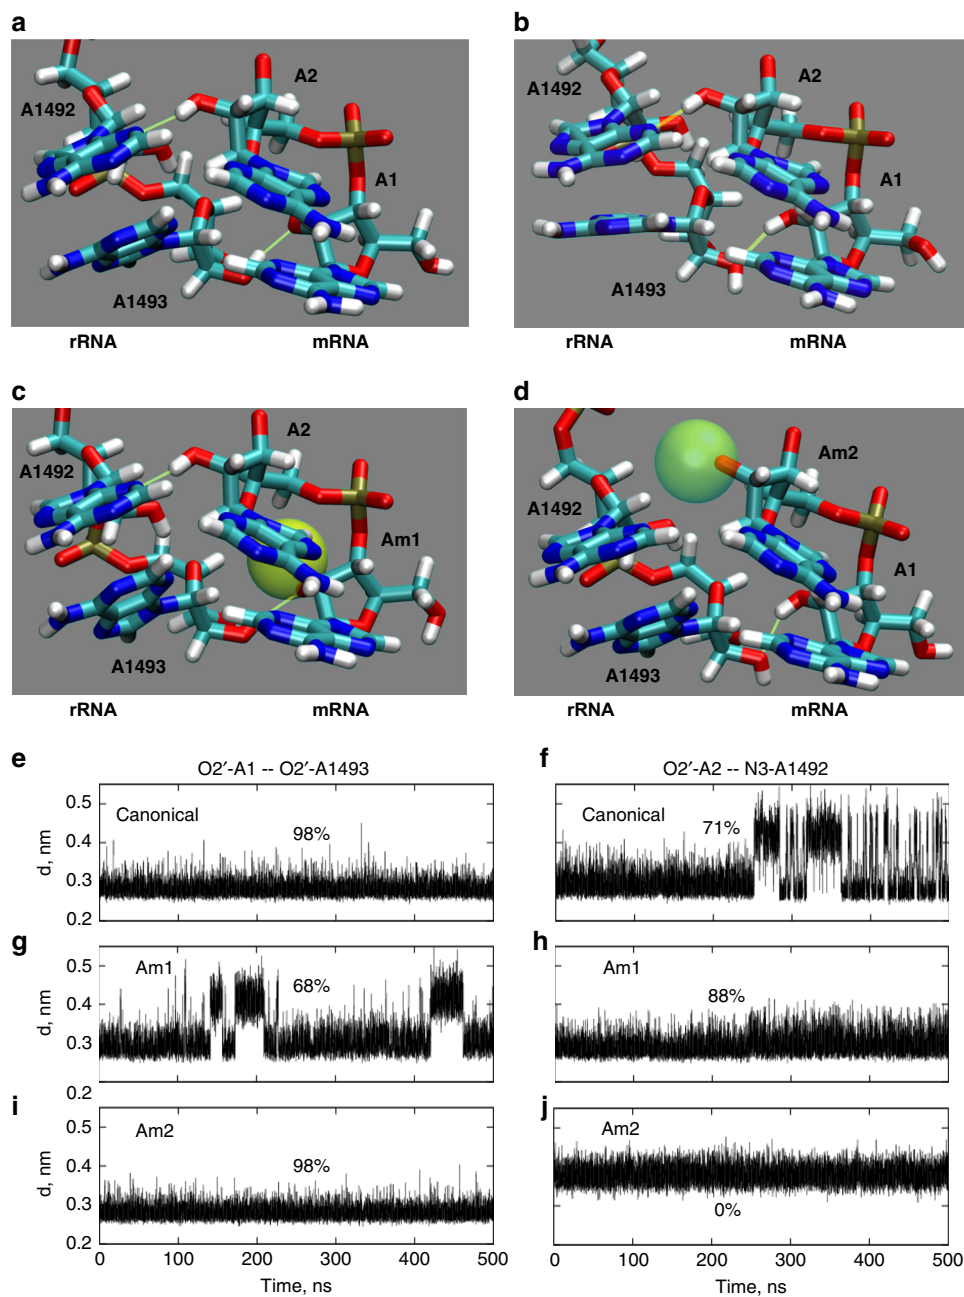 a
A1492
A2
A1
A1493
rRNA
mRNA
b
A1492
A2
A1
A1493
rRNA
mRNA
c
A1492
A2
Am1
A1493
rRNA
mRNA
d
A1492
Am2
A1
A1493
rRNA
mRNA
e
O2′-A1 -- O2′-A1493
Canonical
98%
0.5
0.4
0.3
0.2
d, nm
f
O2′-A2 -- N3-A1492
Canonical
71%
g
Am1
68%
0.5
0.4
0.3
0.2
d, nm
h
Am1
88%
i
Am2
98%
0.5
0.4
0.3
0.2
d, nm
0 100 200 300 400 500
Time, ns
j
Am2
0%
0 100 200 300 400 500
Time, ns